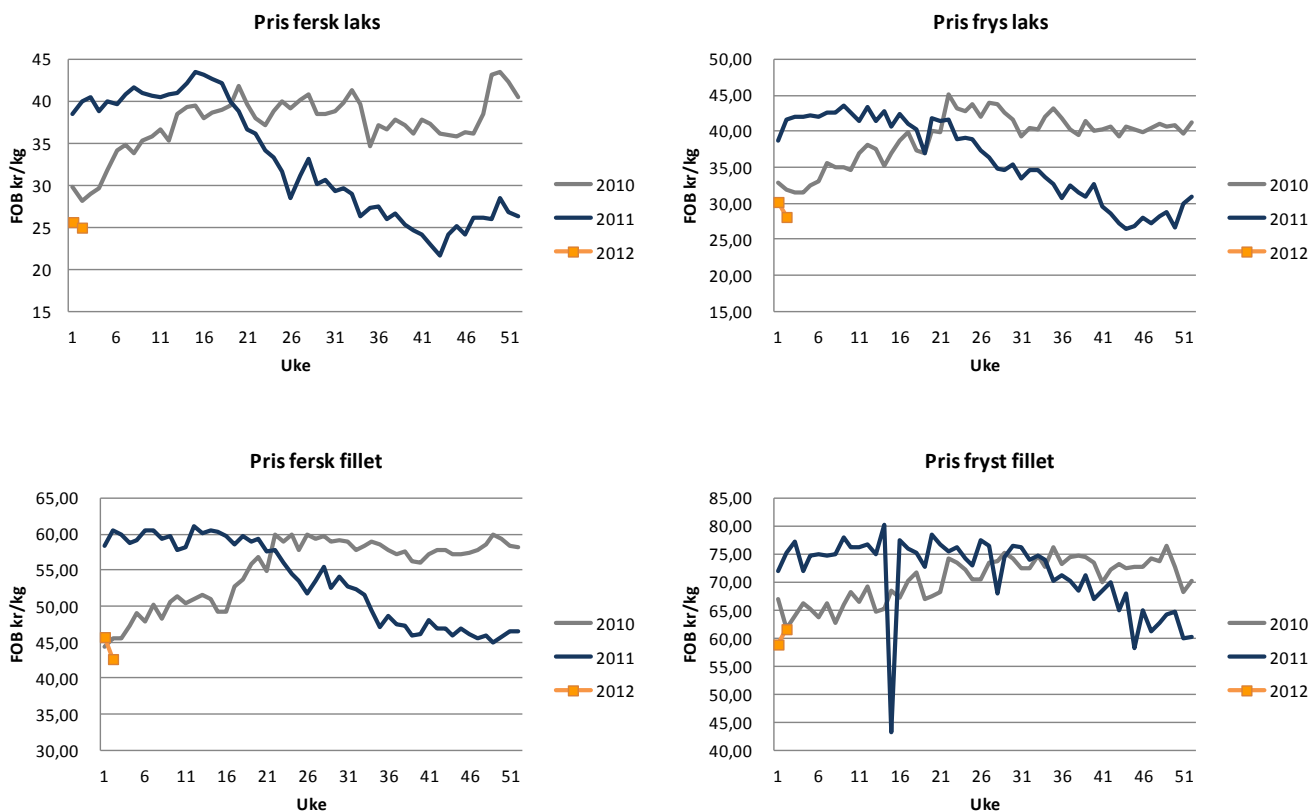 Pris fersk laks
FOB kr/kg
45
40
35
30
25
20
15
1 6 11 16 21 26 31 36 41 46 51
Uke
2010
2011
2012
Pris frys laks
FOB kr/kg
50,00
45,00
40,00
35,00
30,00
25,00
20,00
15,00
1 6 11 16 21 26 31 36 41 46 51
Uke
2010
2011
2012
Pris fersk fillet
FOB kr/kg
65,00
60,00
55,00
50,00
45,00
40,00
35,00
30,00
1 6 11 16 21 26 31 36 41 46 51
Uke
2010
2011
2012
Pris fryst fillet
FOB kr/kg
85,00
80,00
75,00
70,00
65,00
60,00
55,00
50,00
45,00
40,00
1 6 11 16 21 26 31 36 41 46 51
Uke
2010
2011
2012